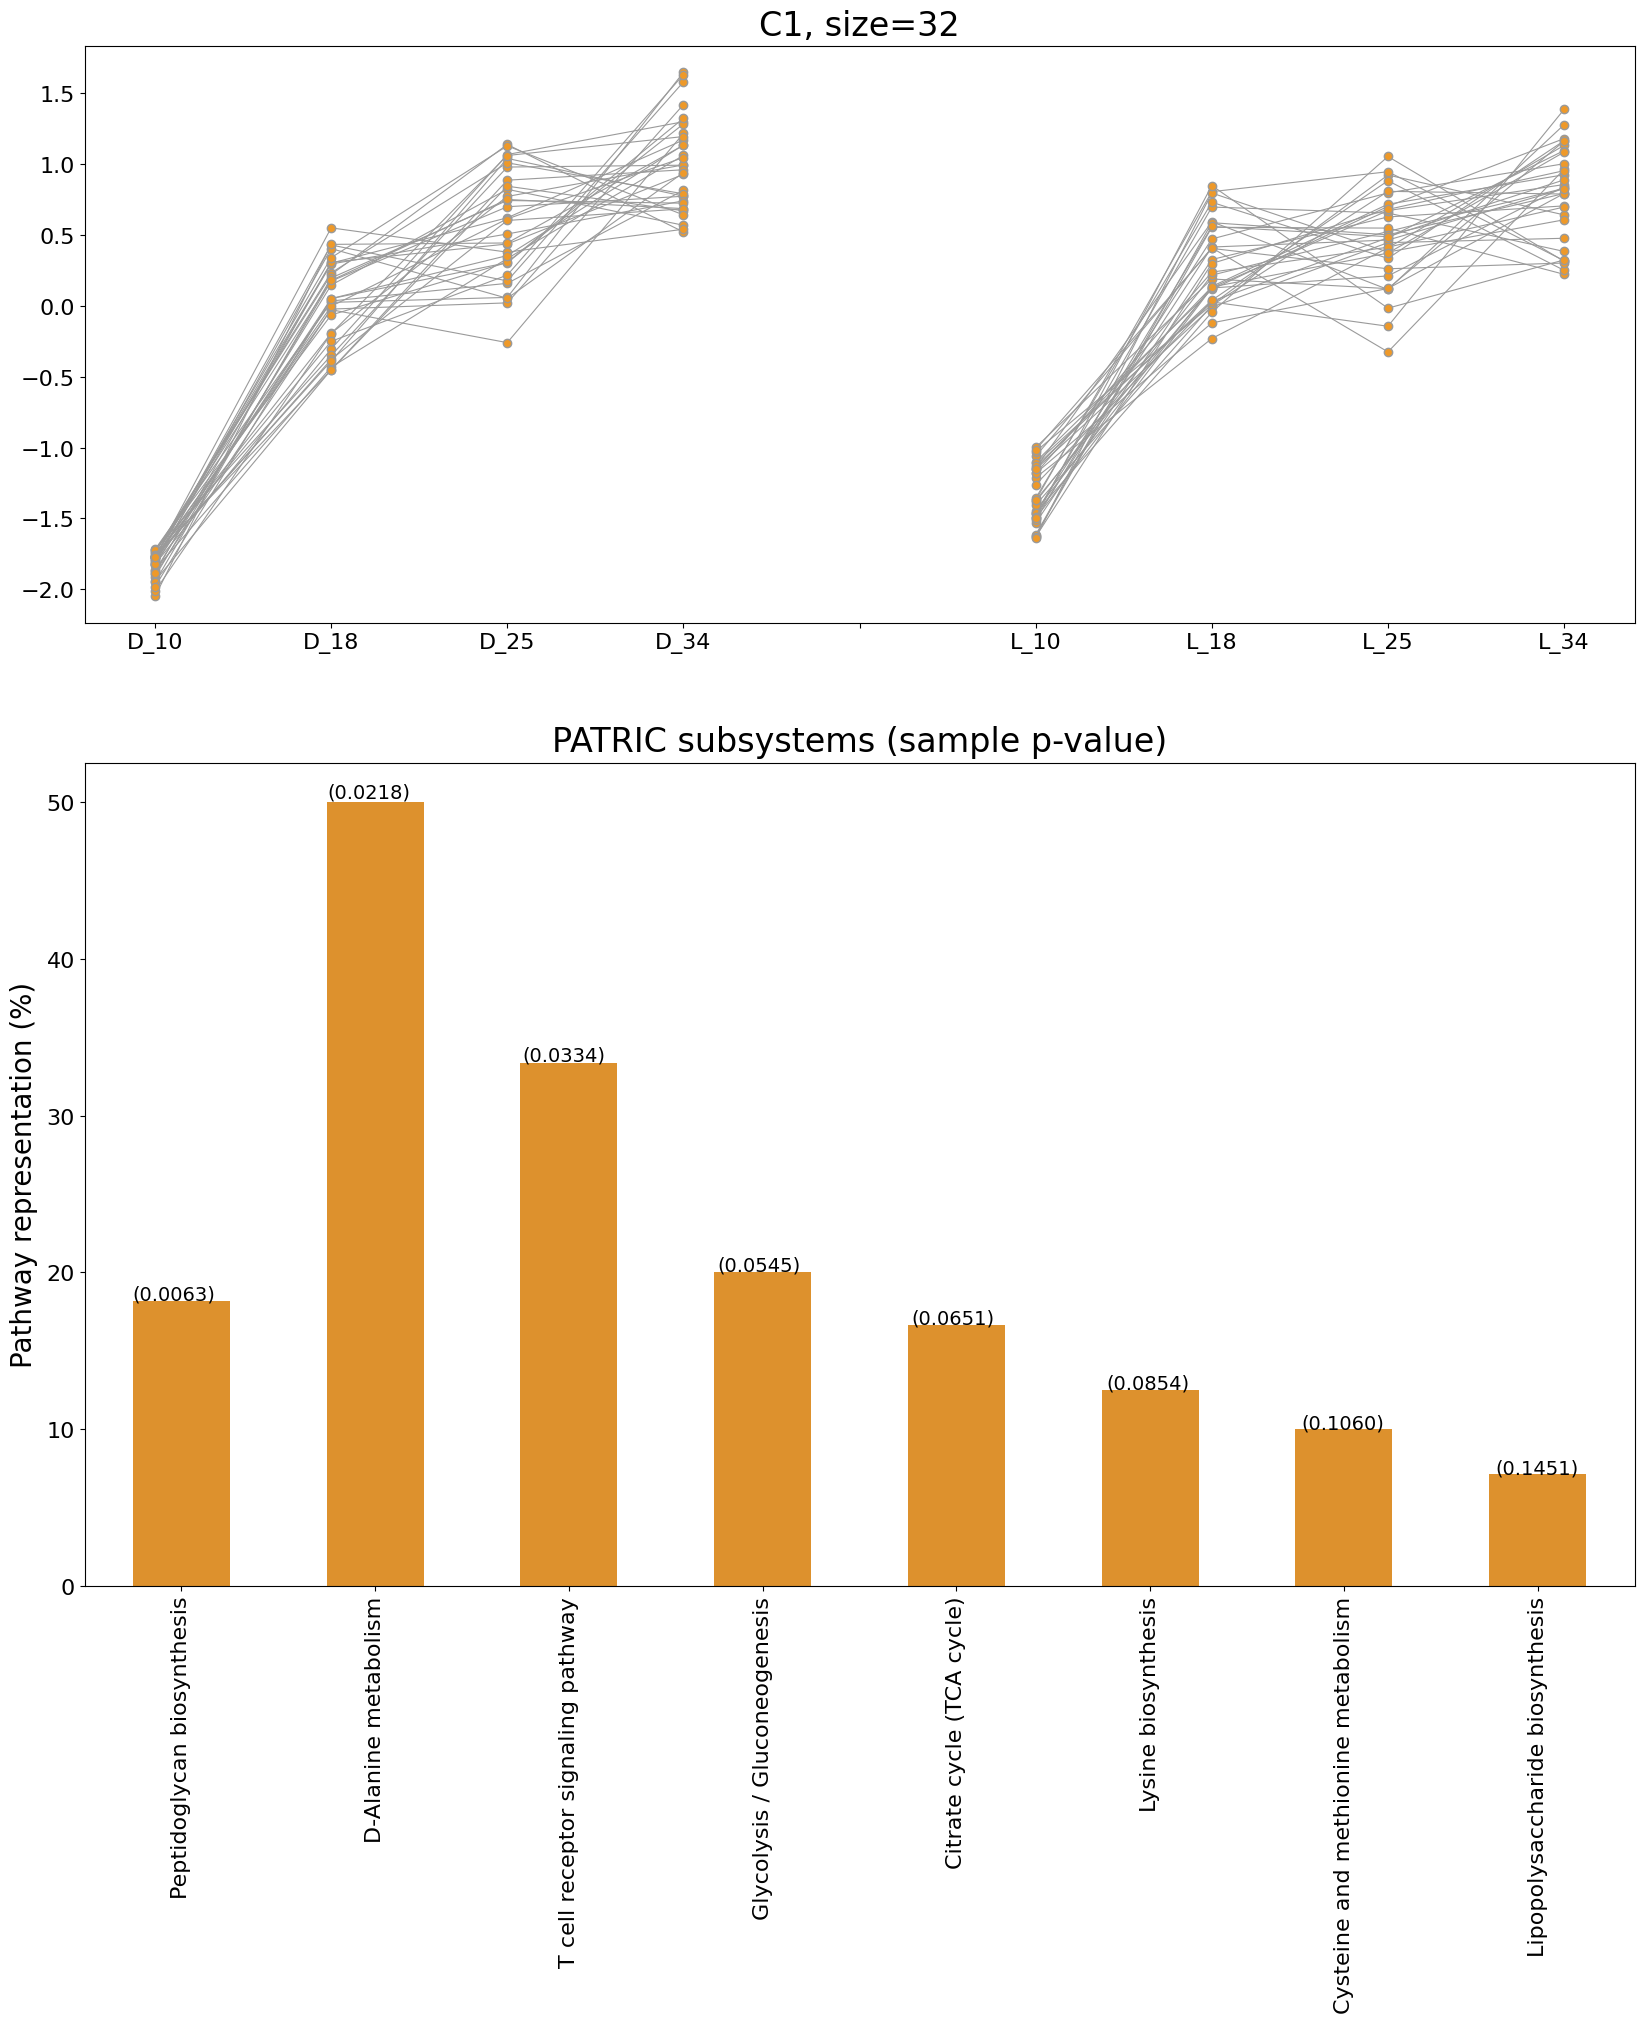 C1, size=32
1.5
1.0
0.5
0.0
−0.5
−1.0
−1.5
−2.0
D_10 D_18 D_25 D_34 L_10 L_18 L_25 L_34
PATRIC subsystems (sample p-value)
Pathway representation (%)
50
40
30
20
10
0
(0.0063)
(0.0218)
(0.0334)
(0.0545)
(0.0651)
(0.0854)
(0.1060)
(0.1451)
Peptidoglycan biosynthesis
D-Alanine metabolism
T cell receptor signaling pathway
Glycolysis / Gluconeogenesis
Citrate cycle (TCA cycle)
Lysine biosynthesis
Cysteine and methionine metabolism
Lipopolysaccharide biosynthesis